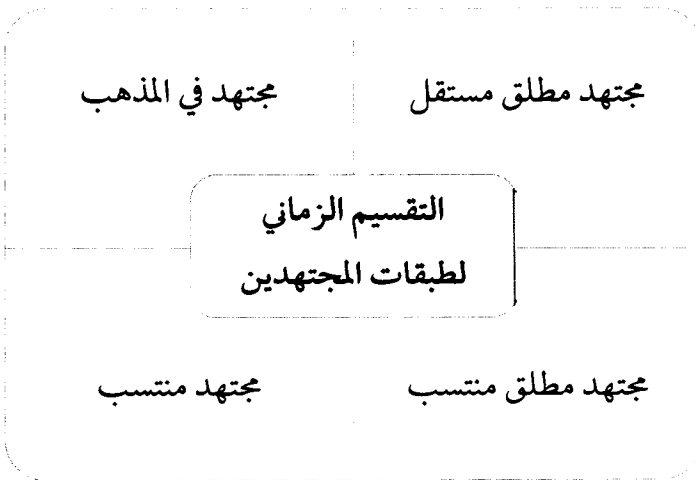 مجتهد مطلق مستقل
مجتهد في المذهب
التقسيم الزماني
لطبقات المجتهدين
مجتهد مطلق منتسب
مجتهد منتسب